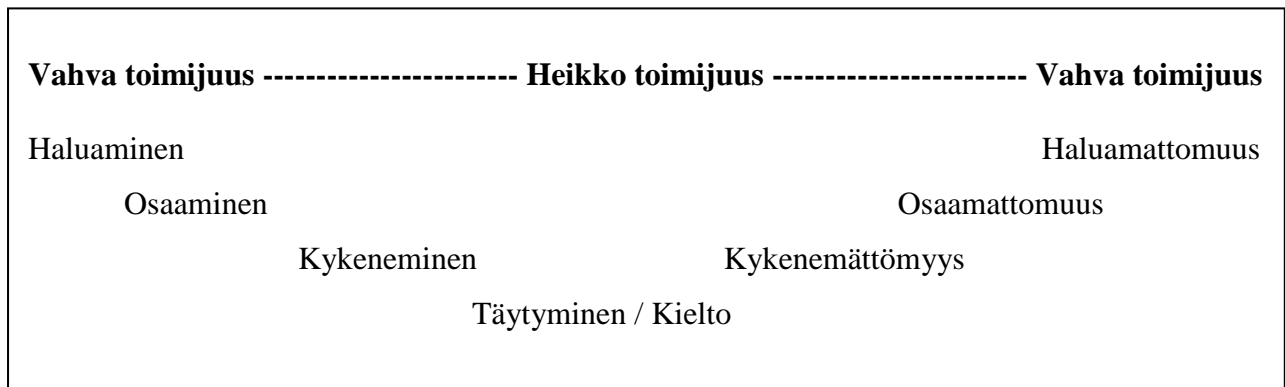 Vahva toimijuus ------------------------ Heikko toimijuus ------------------------ Vahva toimijuus
Haluaminen Haluamattomuus
Osaaminen Osaamattomuus
Kykeneminen Kykenemättömyys
Täytyminen / Kielto